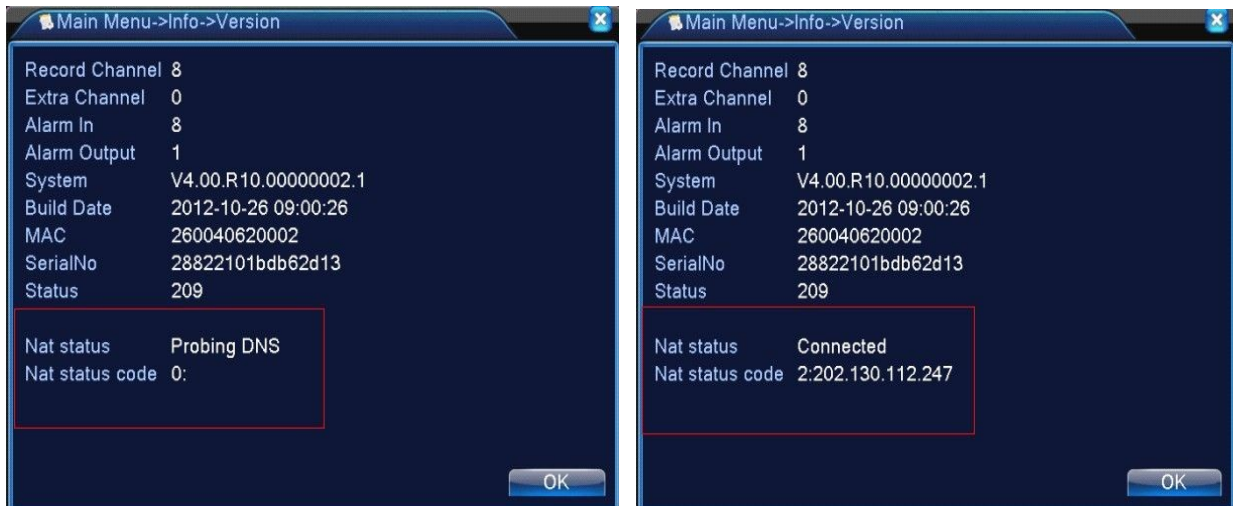 Main Menu->Info->Version
Record Channel 8
Extra Channel 0
Alarm In 8
Alarm Output 1
System V4.00.R10.00000002.1
Build Date 2012-10-26 09:00:26
MAC 260040620002
SerialNo 28822101bdb62d13
Status 209
Nat status Probing DNS
Nat status code 0:
OK
Main Menu->Info->Version
Record Channel 8
Extra Channel 0
Alarm In 8
Alarm Output 1
System V4.00.R10.00000002.1
Build Date 2012-10-26 09:00:26
MAC 260040620002
SerialNo 28822101bdb62d13
Status 209
Nat status Connected
Nat status code 2:202.130.112.247
OK